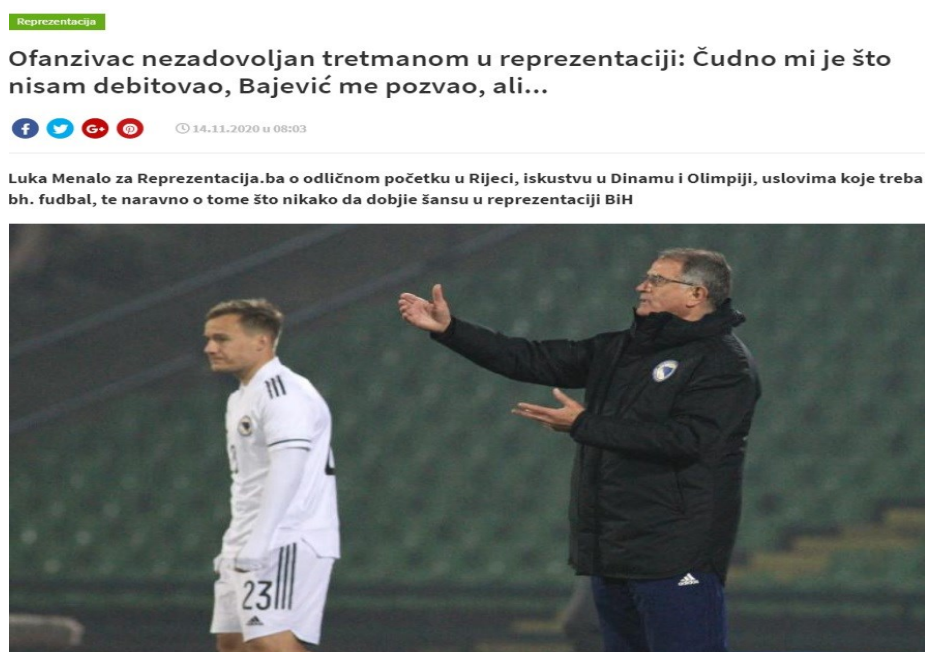 Reprezentacija
Ofanzivac nezadovoljan tretmanom u reprezentaciji: Čudno mi je što
nisam debitovao, Bajević me pozvao, ali...
14.11.2020 u 08:03
Luka Menalo za Reprezentacija.ba o odličnom početku u Rijeci, iskustvu u Dinamu i Olimpiji, uslovima koje treba
bh. fudbal, te naravno o tome što nikako da dobjie šansu u reprezentaciji BiH
23